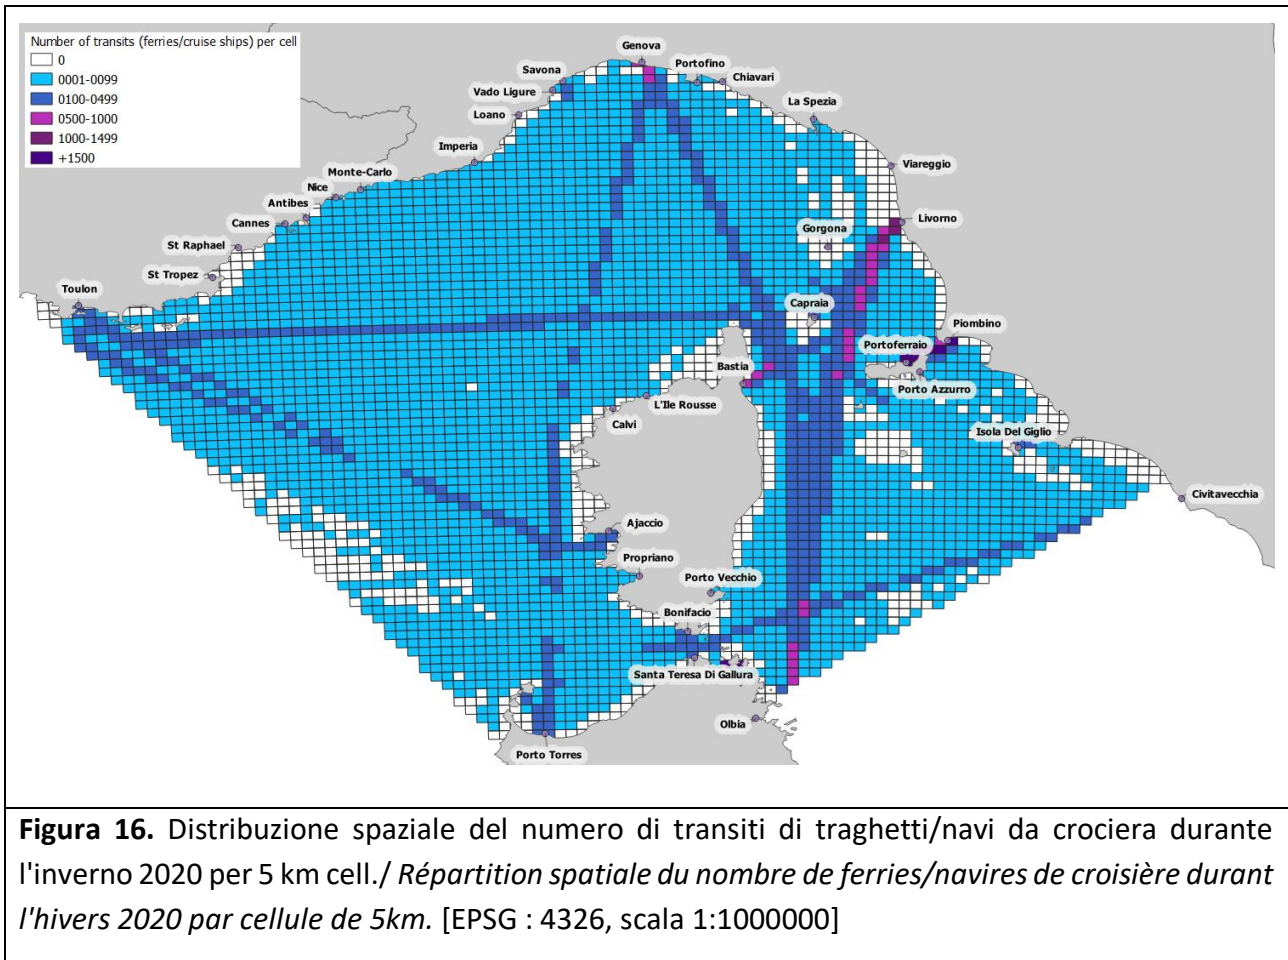 Number of transits (ferries/cruise ships) per cell
0
0001-0099
0100-0499
0500-1000
1000-1499
+1500
Genova
Portofino
Savona
Chiavari
Vado Ligure
La Spezia
Loano
Imperia
Viareggio
Monte-Carlo
Nice
Antibes
Livorno
Cannes
Gorgona
St Raphael
St Tropez
Toulon
Capraia
Piombino
Portoferraio
Bastia
Porto Azzurro
L'Ile Rousse
Calvi
Isola Del Giglio
Civitavecchia
Ajaccio
Propriano
Porto Vecchio
Bonifacio
Santa Teresa Di Gallura
Olbia
Porto Torres
Figura 16. Distribuzione spaziale del numero di transiti di traghetti/navi da crociera durante
l'inverno 2020 per 5 km cell./ Répartition spatiale du nombre de ferries/navires de croisière durant
l'hivers 2020 par cellule de 5km. [EPSG : 4326, scala 1:1000000]